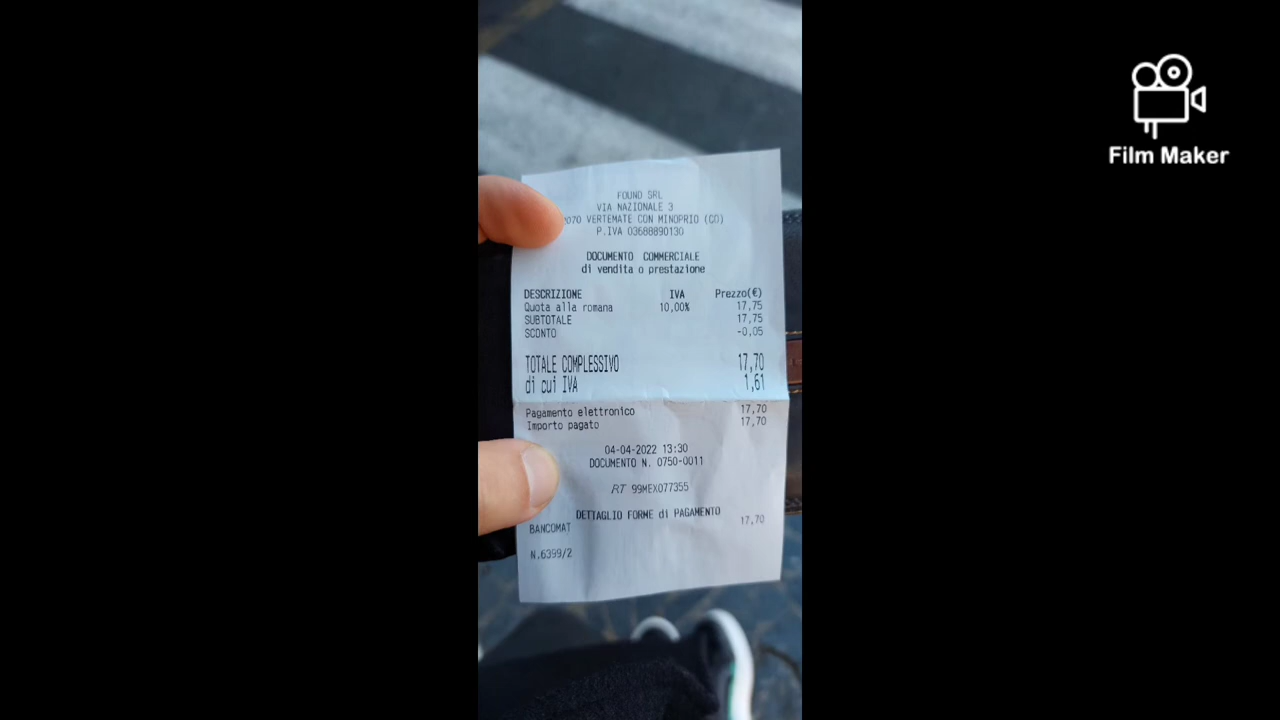 FOUND SRL
VIA NAZIONALE 3
070 VERTEMATE CON MINOPRIO (CO)
P.IVA 03688890130
DOCUMENTO COMMERCIALE
di vendita o prestazione
DESCRIZIONE IVA Prezzo(€)
Quota alla romana 10,00% 17,75
SUBTOTALE 17,75
SCONTO -0,05
TOTALE COMPLESSIVO 17,70
di cui IVA 1,61
Pagamento elettronico 17,70
Importo pagato 17,70
04-04-2022 13:30
DOCUMENTO N. 0750-0011
RT 99MEX077355
DETTAGLIO FORME di PAGAMENTO
BANCOMAT 17,70
N.6399/2
Film Maker